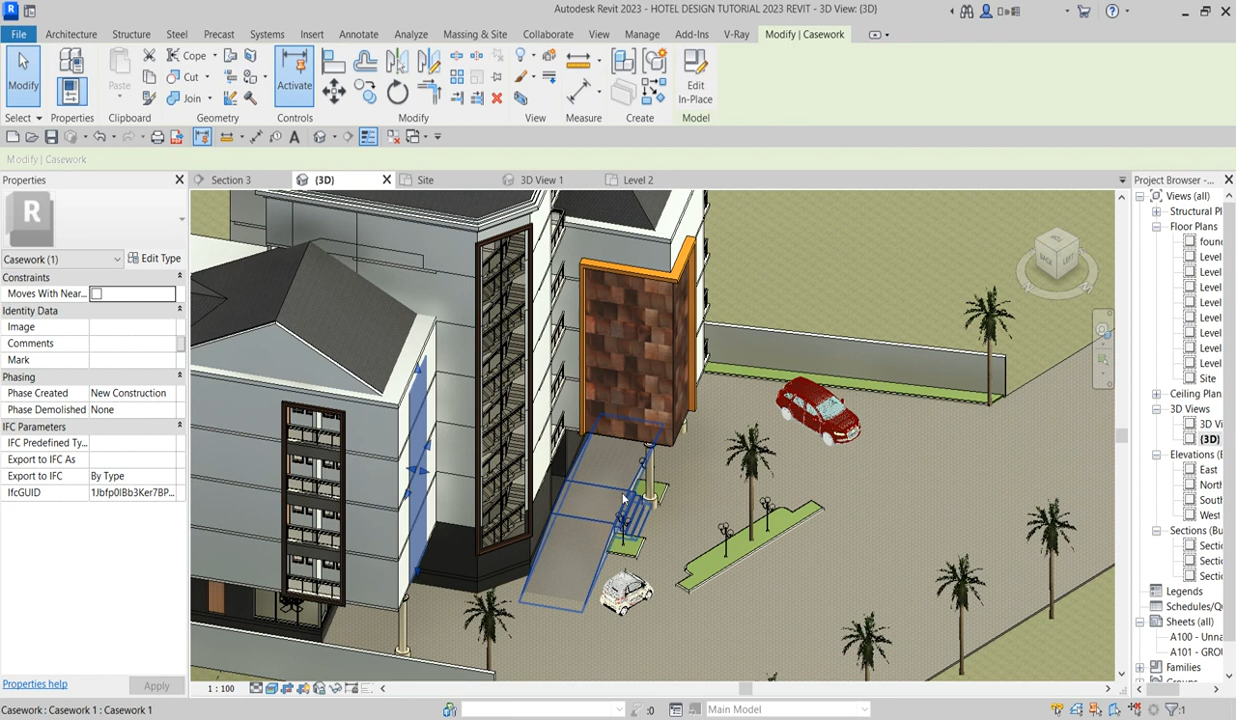 Autodesk Revit 2023 - HOTEL DESIGN TUTORIAL 2023 REVIT - 3D View: {3D}
File Architecture Structure Steel Precast Systems Insert Annotate Analyze Massing & Site Collaborate View Manage Add-Ins V-Ray Modify | Casework
Modify Paste Cope Cut Join Activate Edit In-Place
Select Properties Clipboard Geometry Controls Modify View Measure Create Model
Modify | Casework
Properties
Section 3 {3D} Site 3D View 1 Level 2
Project Browser -...
R
Casework (1) Edit Type
Constraints
Moves With Near...
Identity Data
Image
Comments
Mark
Phasing
Phase Created New Construction
Phase Demolished None
IFC Parameters
IFC Predefined Ty...
Export to IFC As
Export to IFC By Type
IfcGUID 1Jbfp0lBb3Ker7BP...
Properties help Apply
BACK LEFT
Views (all)
Structural Pl
Floor Plans
foun
Level
Level
Level
Level
Level
Level
Level
Level
Site
Ceiling Plan
3D Views
3D Vi
{3D}
Elevations (E
East
North
South
West
Sections (Bu
Sectio
Sectio
Sectio
Legends
Schedules/Qu
Sheets (all)
A100 - Unna
A101 - GRO
Families
Groups
1 : 100
Casework : Casework 1 : Casework 1
:0 Main Model :1